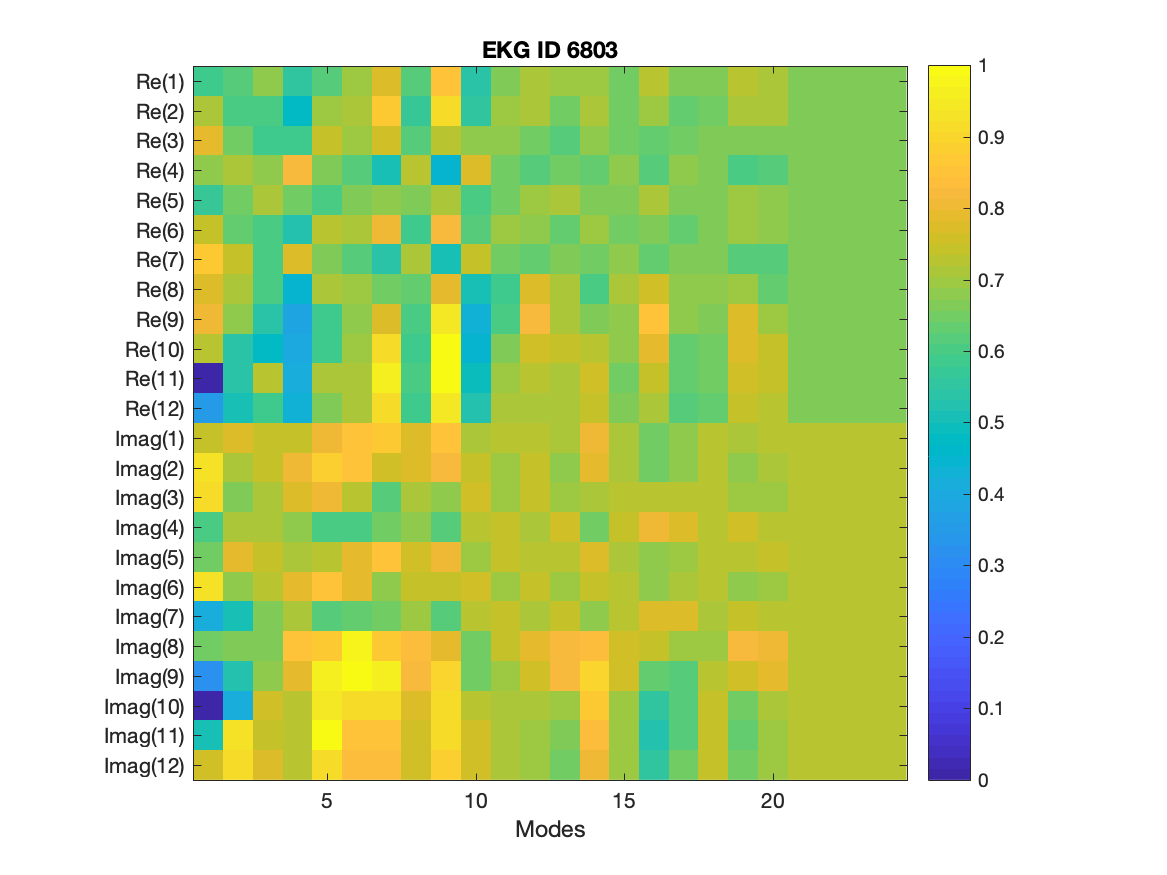 EKG ID 6803
Re(1)
Re(2)
Re(3)
Re(4)
Re(5)
Re(6)
Re(7)
Re(8)
Re(9)
Re(10)
Re(11)
Re(12)
Imag(1)
Imag(2)
Imag(3)
Imag(4)
Imag(5)
Imag(6)
Imag(7)
Imag(8)
Imag(9)
Imag(10)
Imag(11)
Imag(12)
5 10 15 20
Modes
1
0.9
0.8
0.7
0.6
0.5
0.4
0.3
0.2
0.1
0